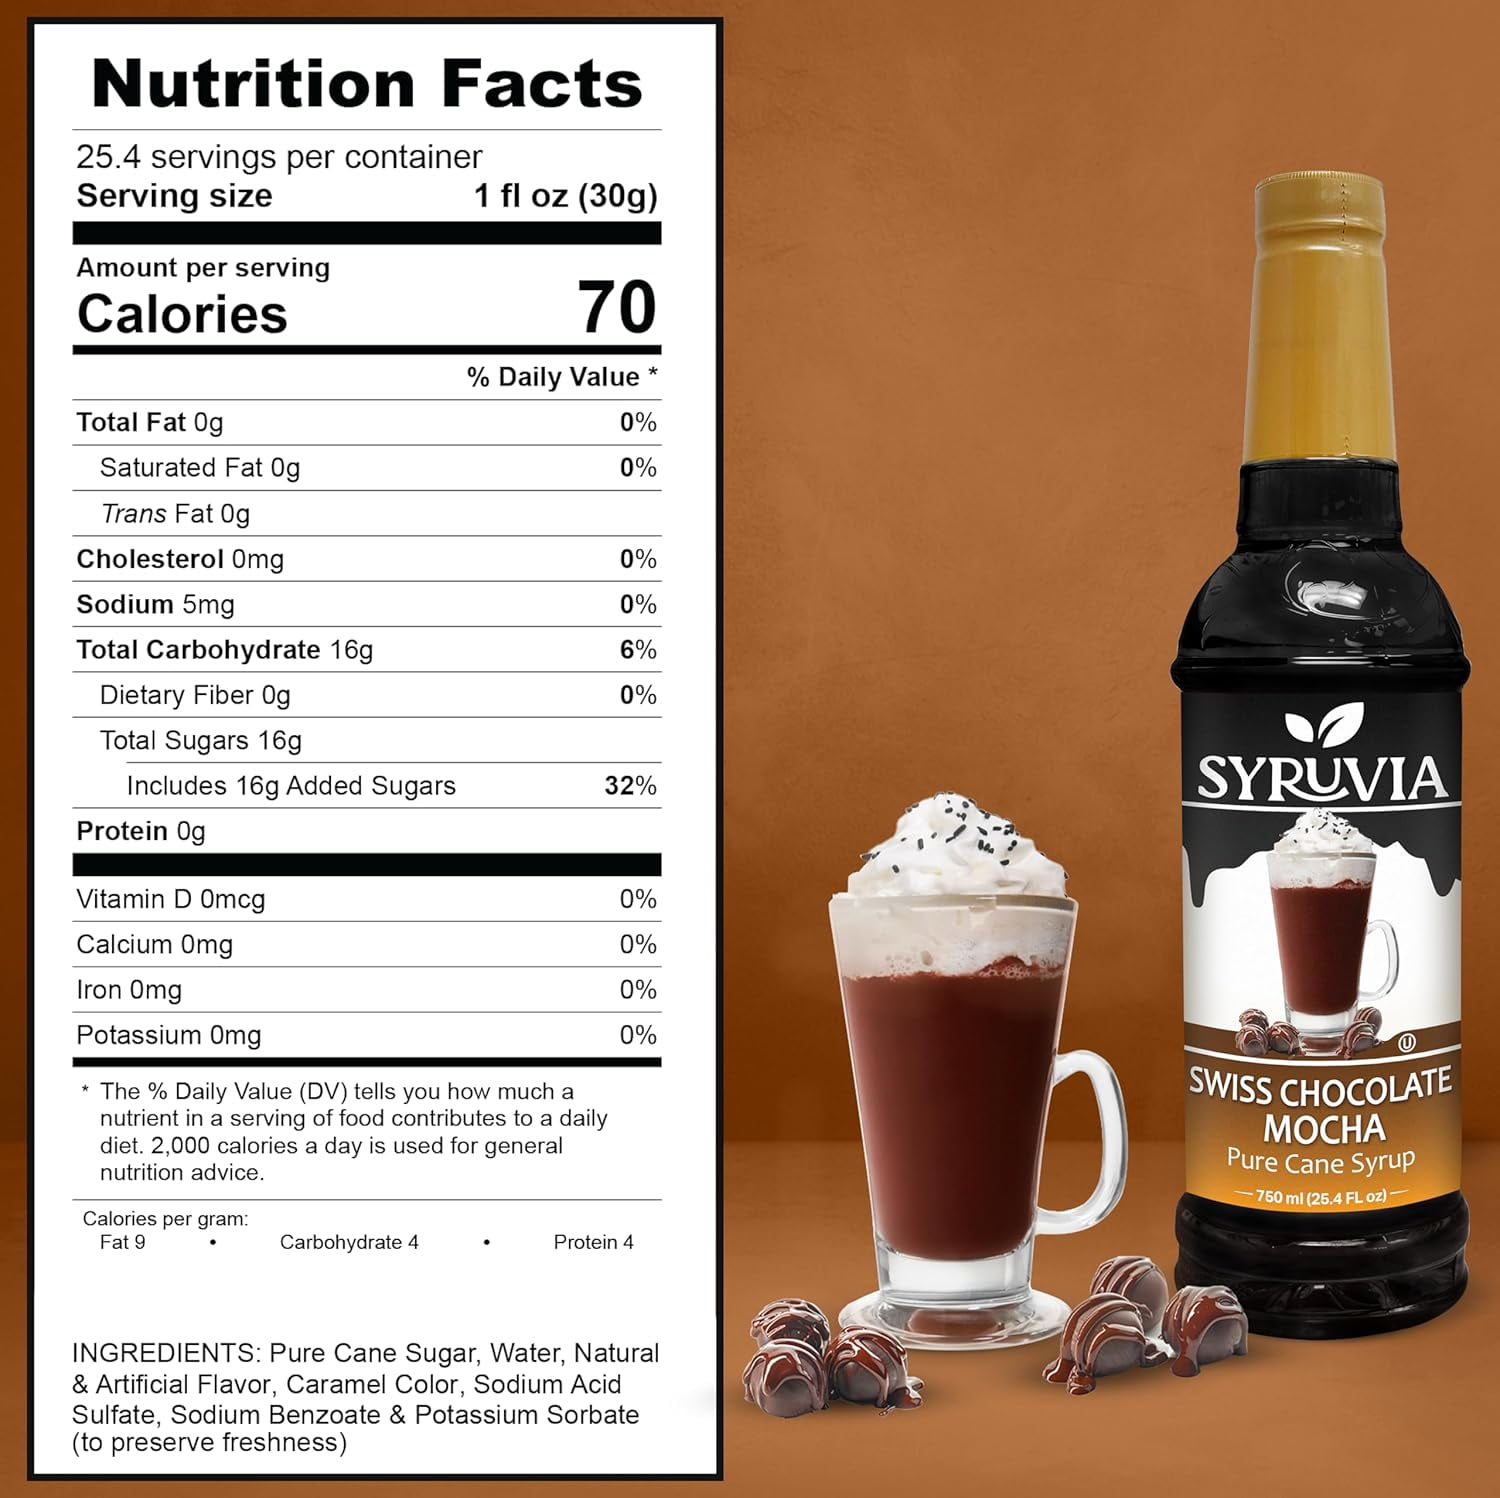 Nutrition Facts
25.4 servings per container
Serving size 1 fl oz (30g)
Amount per serving
Calories 70
% Daily Value *
Total Fat 0g 0%
Saturated Fat 0g 0%
Trans Fat 0g
Cholesterol 0mg 0%
Sodium 5mg 0%
Total Carbohydrate 16g 6%
Dietary Fiber 0g 0%
Total Sugars 16g
Includes 16g Added Sugars 32%
Protein 0g
Vitamin D 0mcg 0%
Calcium 0mg 0%
Iron 0mg 0%
Potassium 0mg 0%
* The % Daily Value (DV) tells you how much a
nutrient in a serving of food contributes to a daily
diet. 2,000 calories a day is used for general
nutrition advice.
Calories per gram:
Fat 9 • Carbohydrate 4 • Protein 4
INGREDIENTS: Pure Cane Sugar, Water, Natural
& Artificial Flavor, Caramel Color, Sodium Acid
Sulfate, Sodium Benzoate & Potassium Sorbate
(to preserve freshness)
SYRUVIA
U
SWISS CHOCOLATE
MOCHA
Pure Cane Syrup
750 ml (25.4 FL oz)